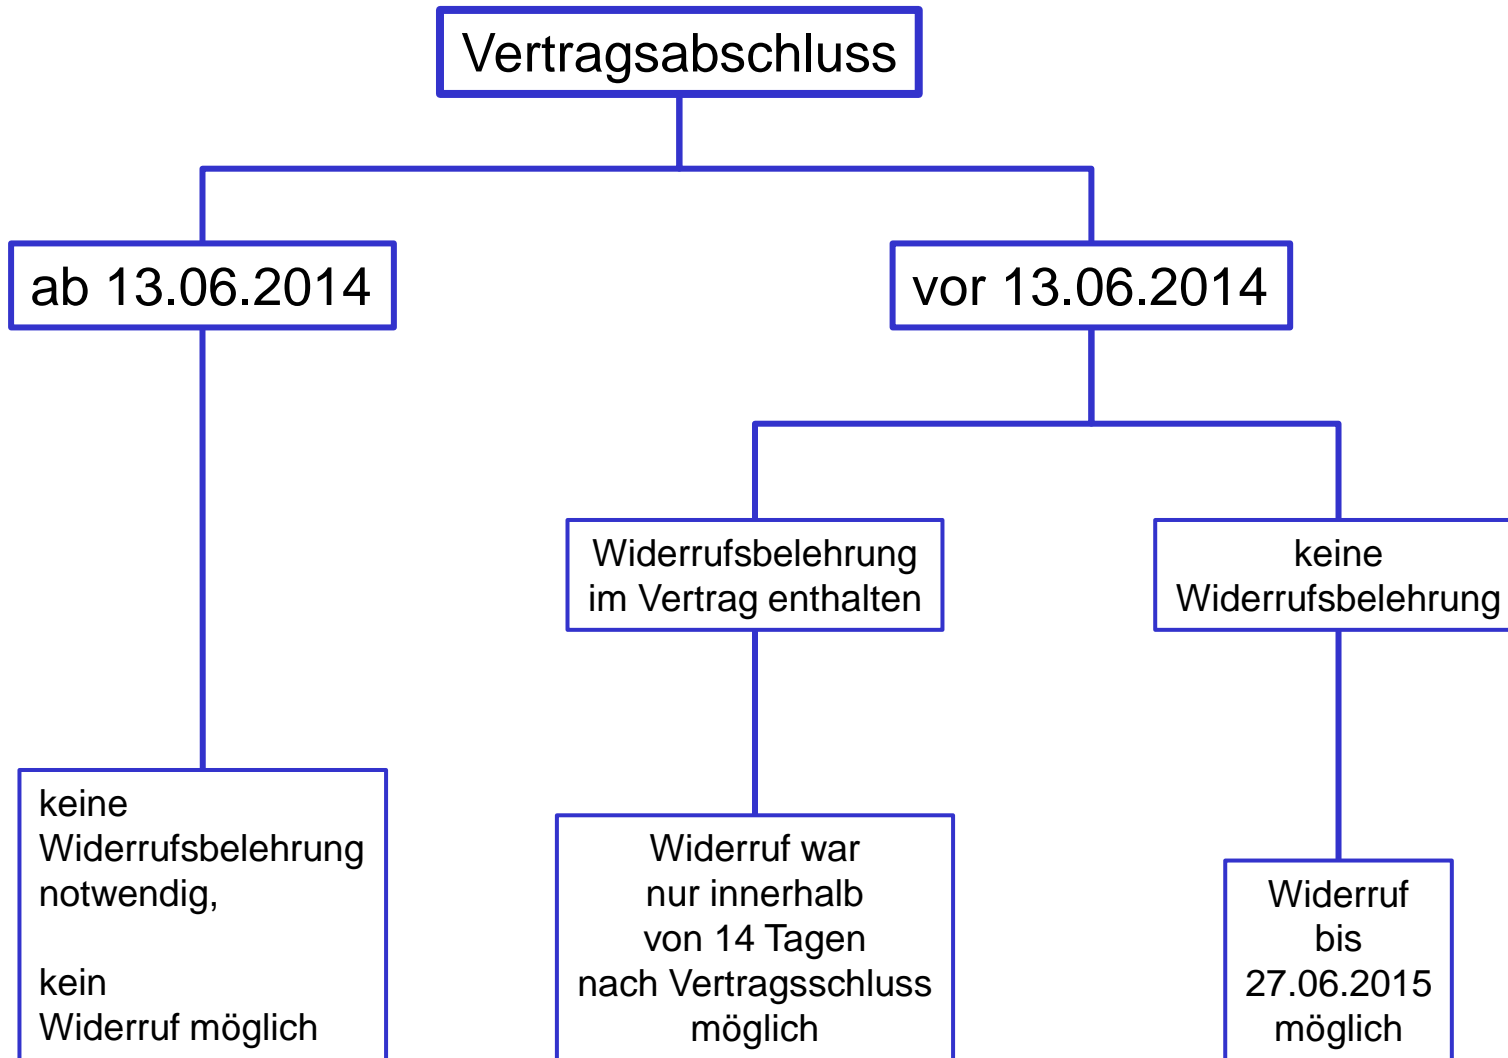 Vertragsabschluss
ab 13.06.2014
vor 13.06.2014
Widerrufsbelehrung
im Vertrag enthalten
keine
Widerrufsbelehrung
keine
Widerrufsbelehrung
notwendig,
kein
Widerruf möglich
Widerruf war
nur innerhalb
von 14 Tagen
nach Vertragsschluss
möglich
Widerruf
bis
27.06.2015
möglich